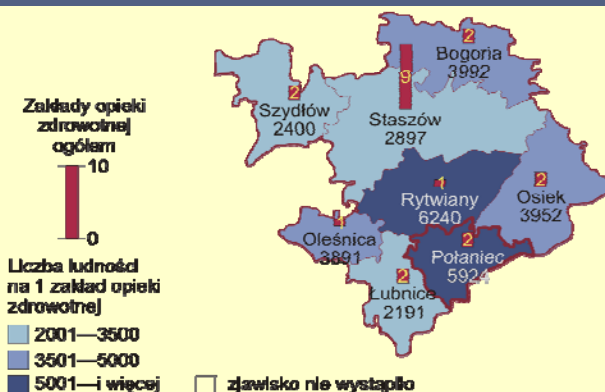 Zakłady opieki
zdrowotnej
ogółem
10
0
Liczba ludności
na 1 zakład opieki
zdrowotnej
2001—3500
3501—5000
5001—i więcej
zjawisko nie wystąpiło
2
Bogoria
3992
9
Staszów
2897
2
Szydłów
2400
1
Rytwiany
6240
2
Osiek
3952
1
Oleśnica
3891
2
Połaniec
5924
2
Łubnice
2191